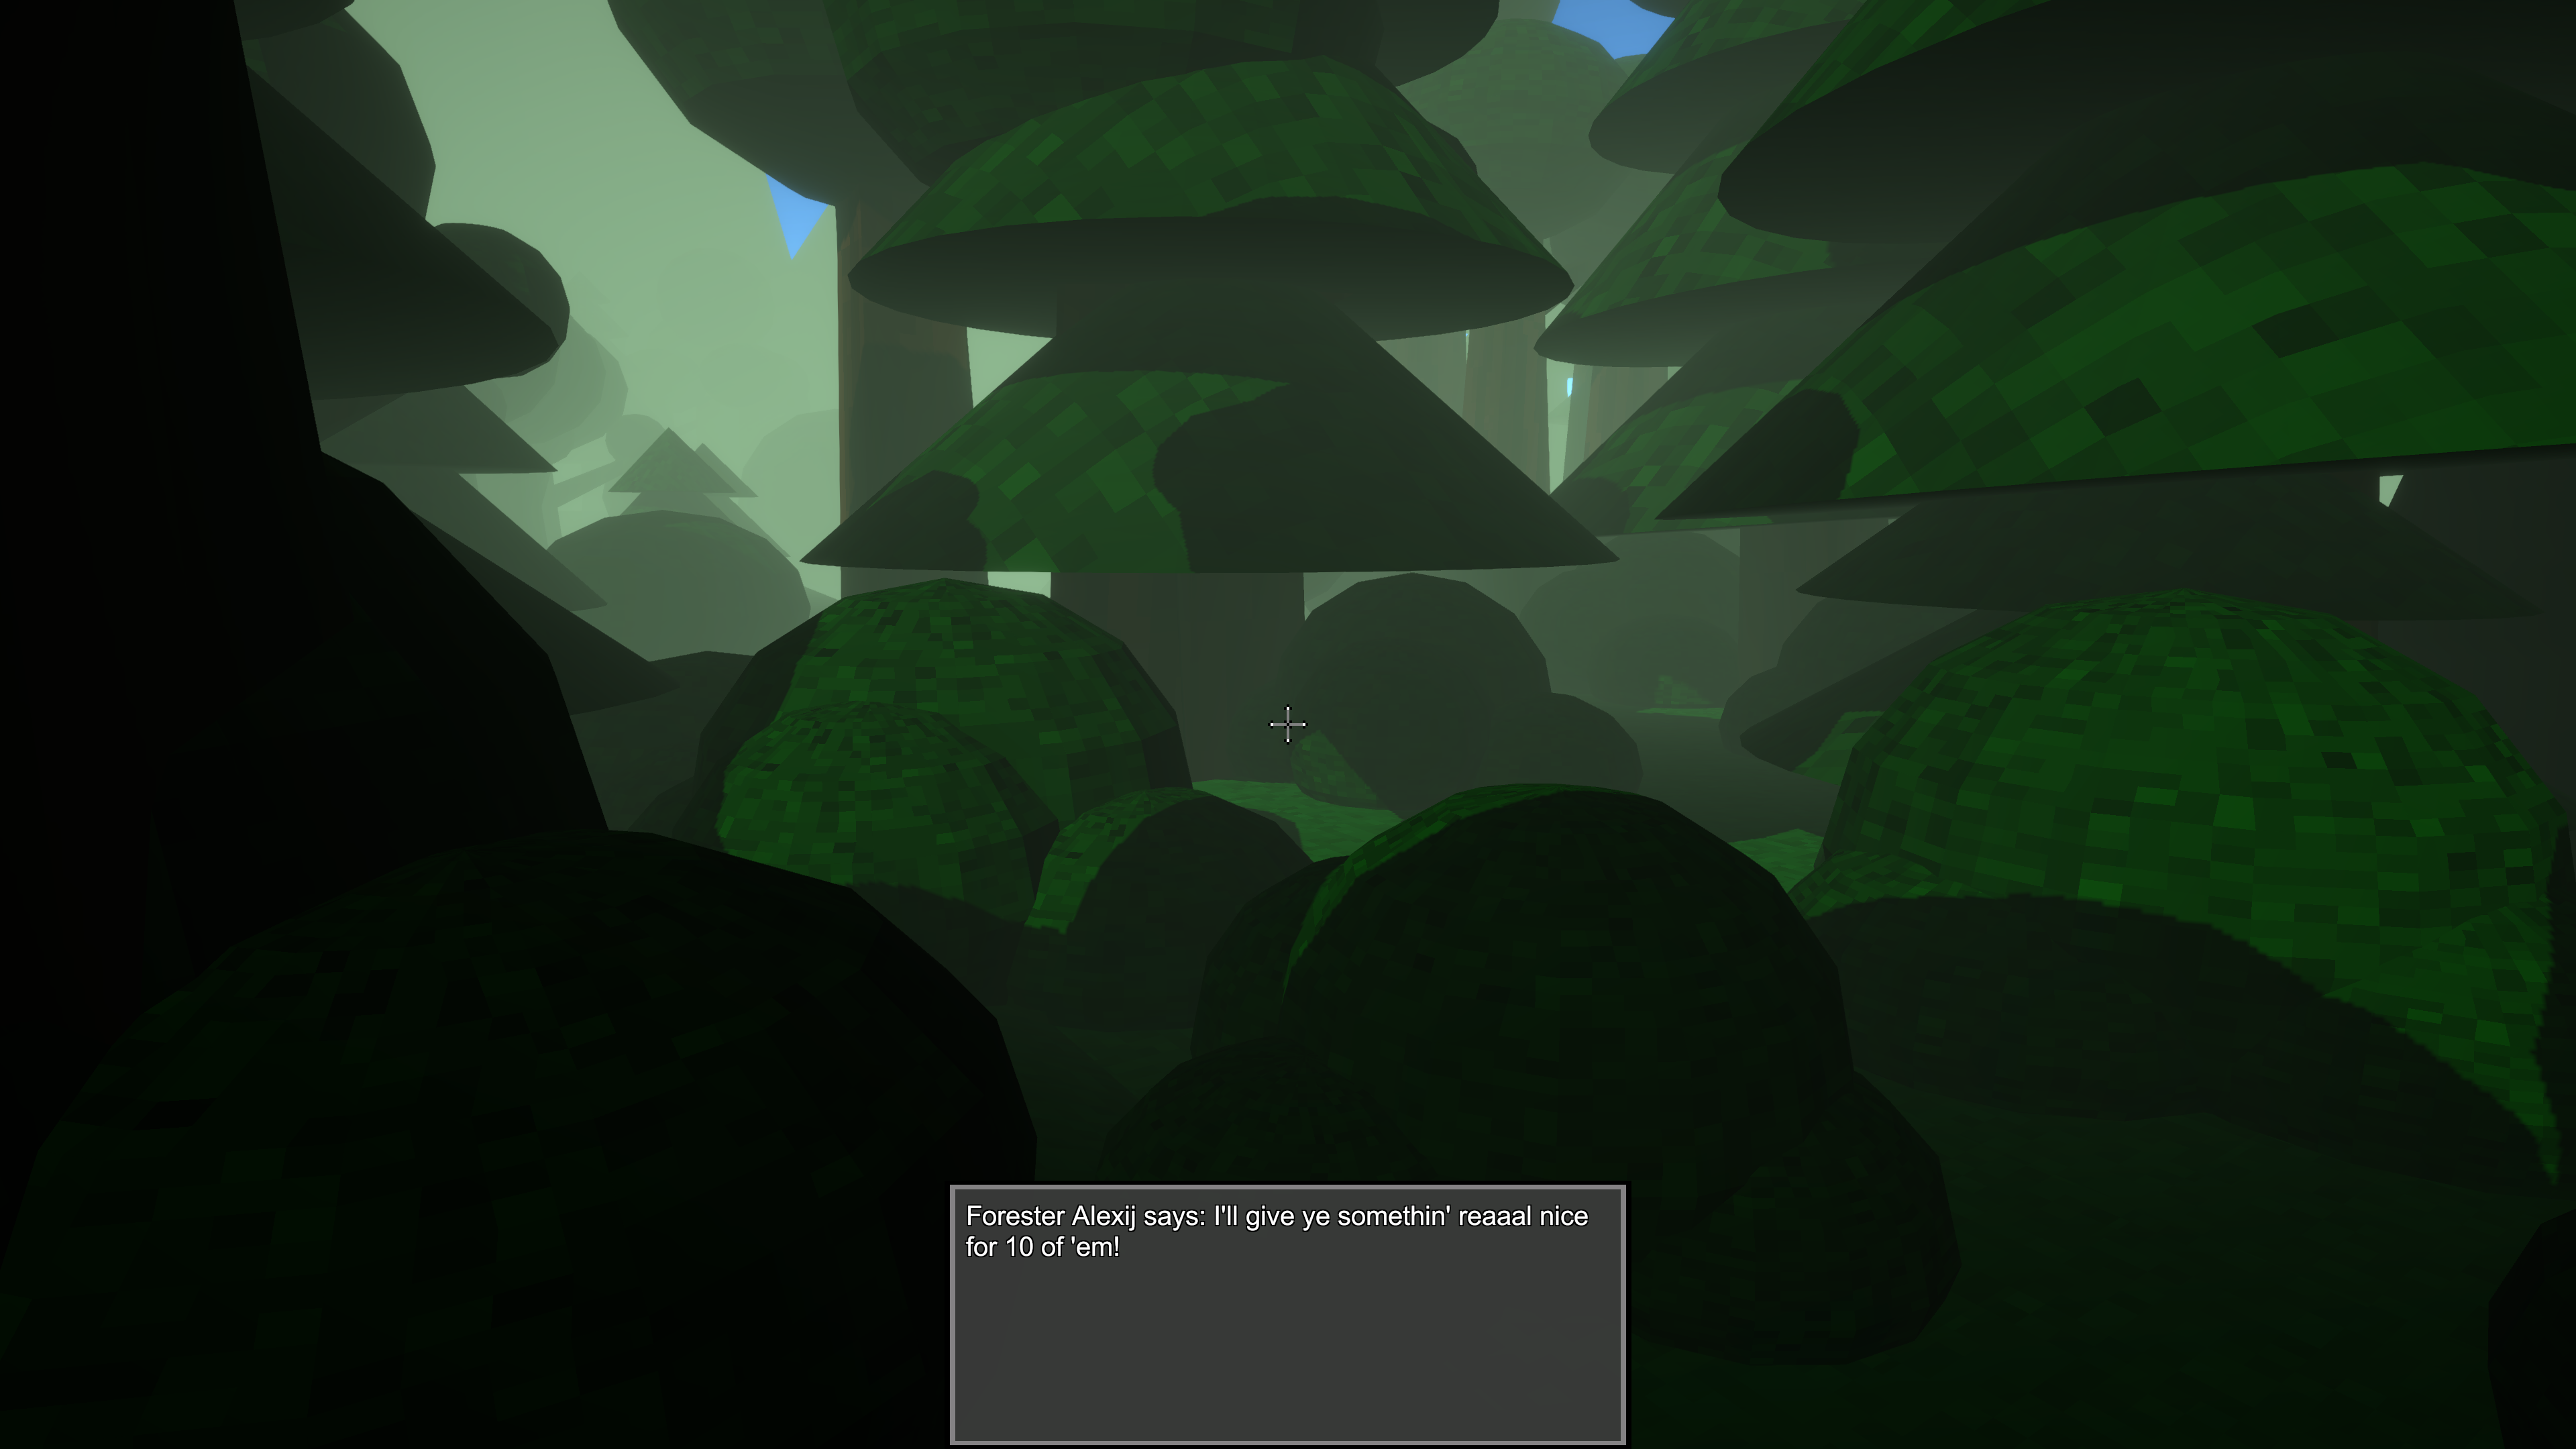 Forester Alexij says: I'll give ye somethin' reaaal nice
for 10 of 'em!